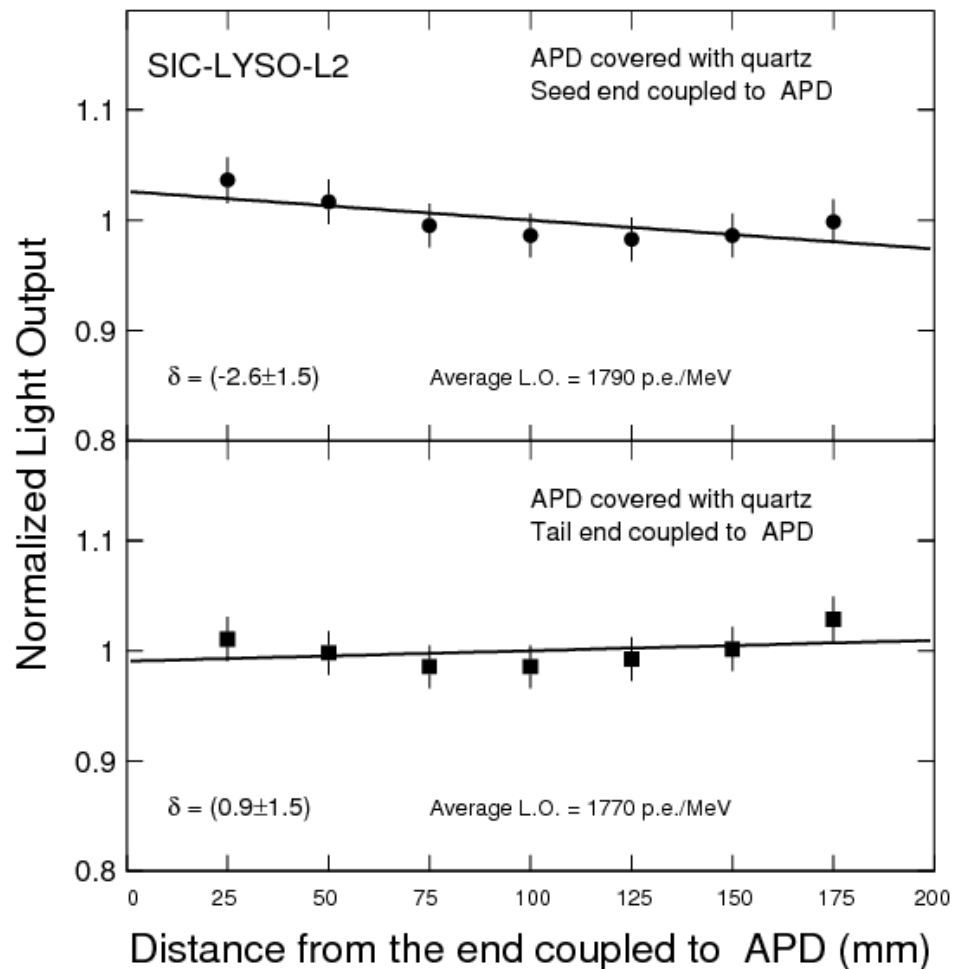 SIC-LYSO-L2
APD covered with quartz
Seed end coupled to APD
1.1
1
0.9
δ = (-2.6±1.5)
Average L.O. = 1790 p.e./MeV
0.8
APD covered with quartz
Tail end coupled to APD
1.1
1
0.9
δ = (0.9±1.5)
Average L.O. = 1770 p.e./MeV
0.8
0 25 50 75 100 125 150 175 200
Normalized Light Output
Distance from the end coupled to APD (mm)